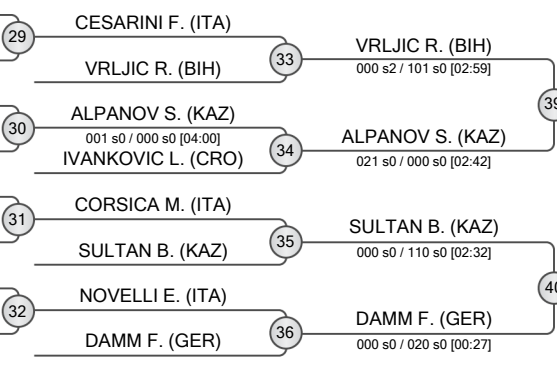 29
CESARINI F. (ITA)
VRLJIC R. (BIH)
33
VRLJIC R. (BIH)
000 s2 / 101 s0 [02:59]
30
ALPANOV S. (KAZ)
001 s0 / 000 s0 [04:00]
IVANKOVIC L. (CRO)
34
ALPANOV S. (KAZ)
021 s0 / 000 s0 [02:42]
39
31
CORSICA M. (ITA)
SULTAN B. (KAZ)
35
SULTAN B. (KAZ)
000 s0 / 110 s0 [02:32]
32
NOVELLI E. (ITA)
DAMM F. (GER)
36
DAMM F. (GER)
000 s0 / 020 s0 [00:27]
40